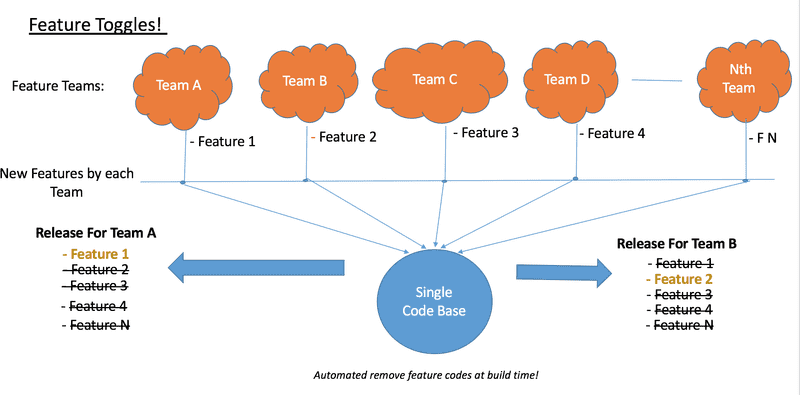 Feature Toggles!
Feature Teams:
Team A
Team B
Team C
Team D
Nth
Team
- Feature 1
- Feature 2
- Feature 3
- Feature 4
- F N
New Features by each
Team
Release For Team A
- Feature 1
- Feature 2
- Feature 3
- Feature 4
- Feature N
Single
Code Base
Release For Team B
- Feature 1
- Feature 2
- Feature 3
- Feature 4
- Feature N
Automated remove feature codes at build time!